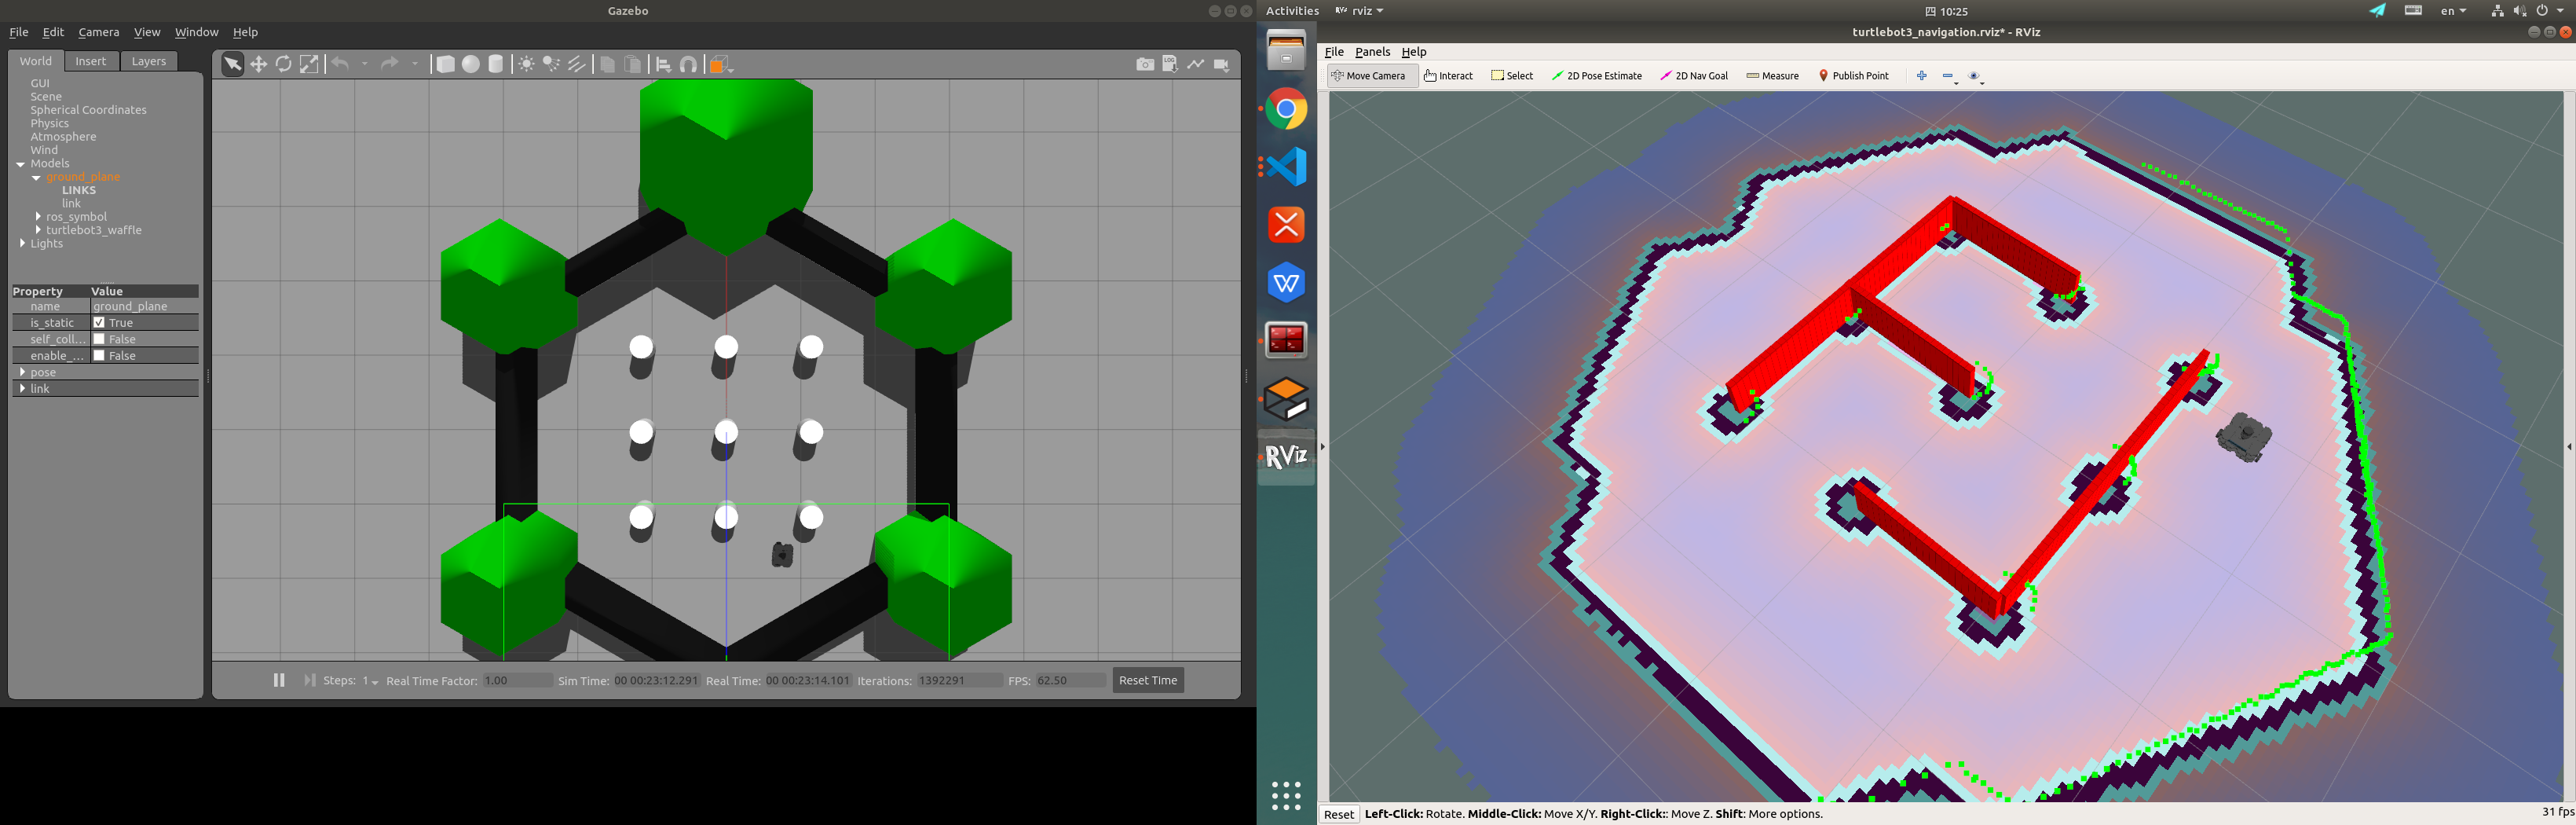 Gazebo
File Edit Camera View Window Help
World Insert Layers
GUI
Scene
Spherical Coordinates
Physics
Atmosphere
Wind
Models
ground_plane
LINKS
link
ros_symbol
turtlebot3_waffle
Lights
Property Value
name ground_plane
is_static True
self_coll... False
enable_... False
pose
link
LOG
Steps: 1 Real Time Factor: 1.00 Sim Time: 00 00:23:12.291 Real Time: 00 00:23:14.101 Iterations: 1392291 FPS: 62.50 Reset Time
Activities RViz rviz 四 10:25 en
turtlebot3_navigation.rviz* - RViz
File Panels Help
Move Camera Interact Select 2D Pose Estimate 2D Nav Goal Measure Publish Point
W
RViz
Reset Left-Click: Rotate. Middle-Click: Move X/Y. Right-Click:: Move Z. Shift: More options. 31 fps